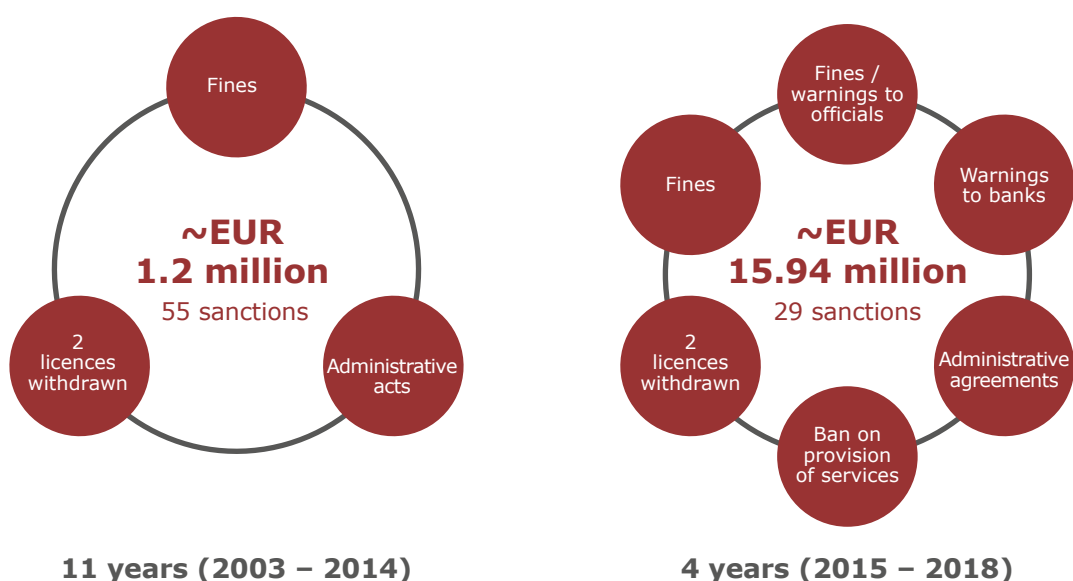 Fines
~EUR
1.2 million
55 sanctions
2
licences
withdrawn
Administrative
acts
11 years (2003 – 2014)
Fines /
warnings to
officials
Fines
Warnings
to banks
~EUR
15.94 million
29 sanctions
2
licences
withdrawn
Administrative
agreements
Ban on
provision
of services
4 years (2015 – 2018)